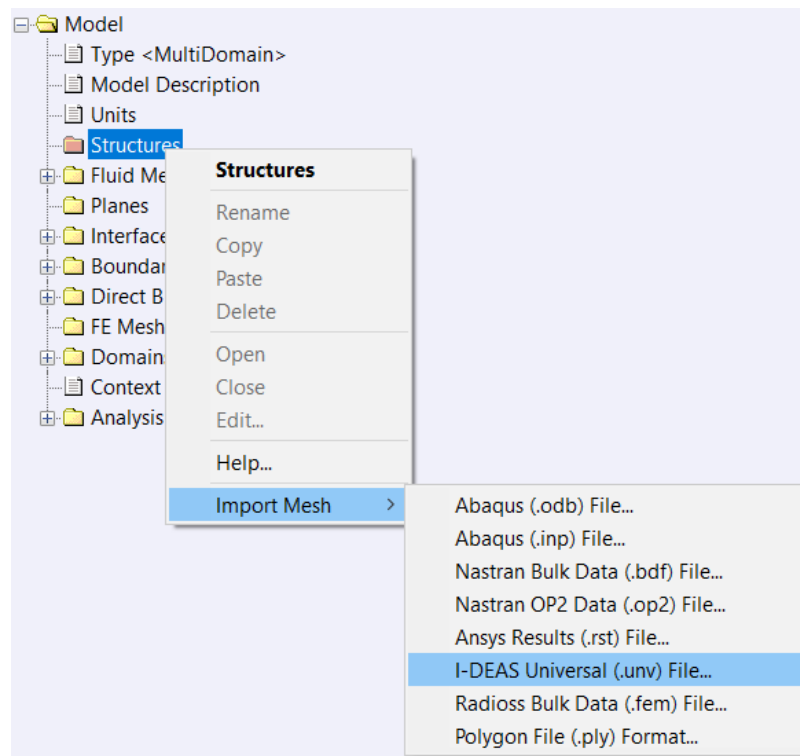 Model
Type <MultiDomain>
Model Description
Units
Structures
Fluid Me
Planes
Interface
Boundar
Direct B
FE Mesh
Domain
Context
Analysis
Structures
Rename
Copy
Paste
Delete
Open
Close
Edit...
Help...
Import Mesh
Abaqus (.odb) File...
Abaqus (.inp) File...
Nastran Bulk Data (.bdf) File...
Nastran OP2 Data (.op2) File...
Ansys Results (.rst) File...
I-DEAS Universal (.unv) File...
Radioss Bulk Data (.fem) File...
Polygon File (.ply) Format...